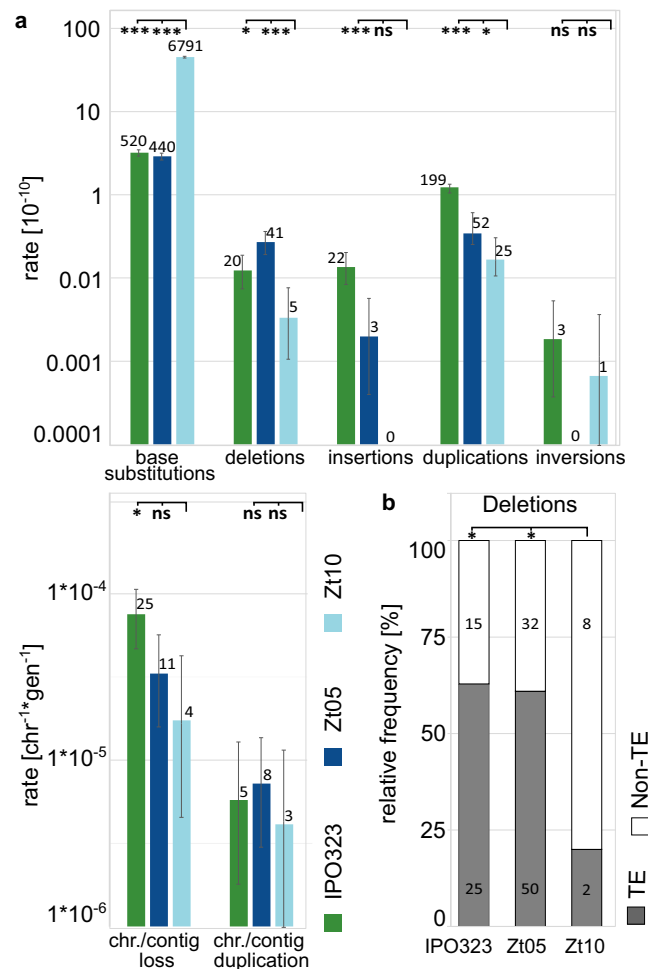 a
*** *** * *** *** ns *** * ns ns
100
10
1
0.01
0.001
0.0001
rate [10⁻¹⁰]
520
440
6791
20
41
5
22
3
0
199
52
25
3
0
1
base substitutions
deletions
insertions
duplications
inversions
* ns ns ns
1*10⁻⁴
1*10⁻⁵
1*10⁻⁶
rate [chr⁻¹*gen⁻¹]
25
11
4
5
8
3
chr./contig loss
chr./contig duplication
Zt10
Zt05
IPO323
b
Deletions
* *
100
75
50
25
0
relative frequency [%]
15
32
8
25
50
2
IPO323
Zt05
Zt10
Non-TE
TE